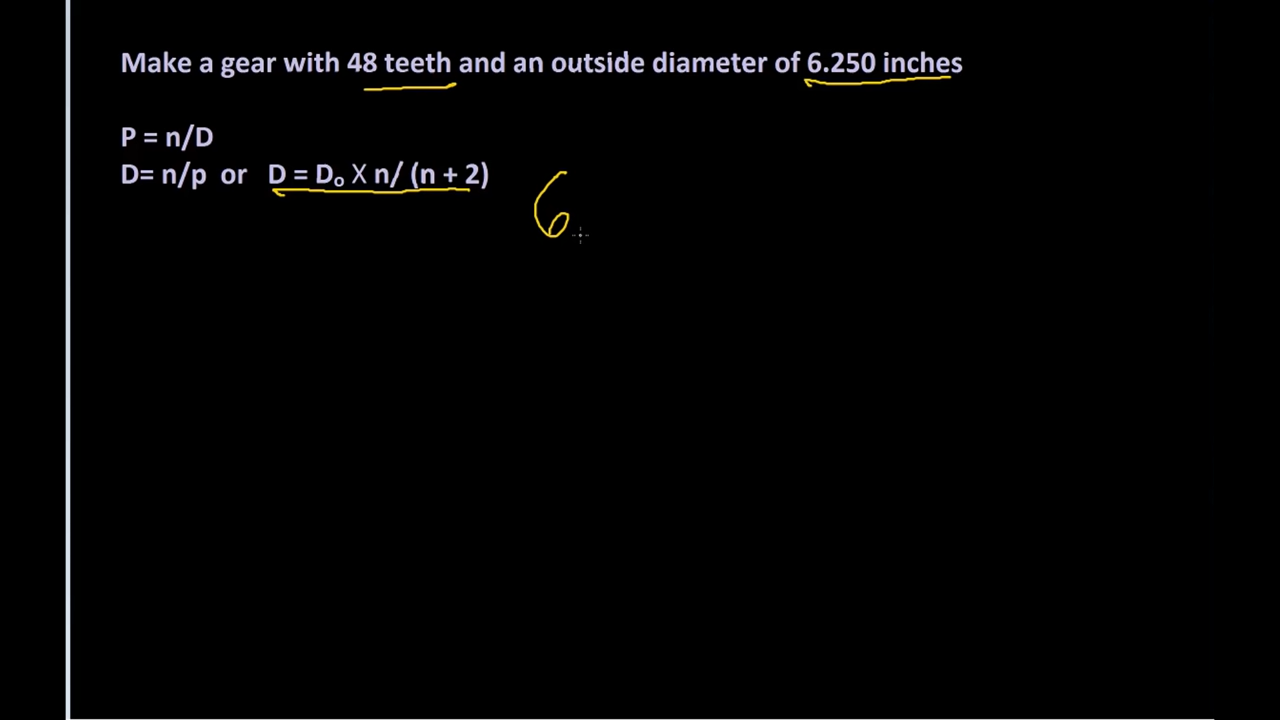 Make a gear with 48 teeth and an outside diameter of 6.250 inches
P = n/D
D= n/p or D = Dₒ X n/ (n + 2)
6